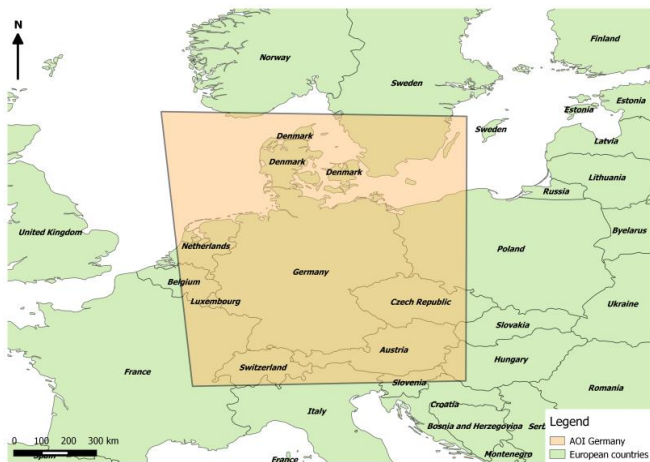 N
Norway
Finland
Sweden
Estonia
Estonia
Sweden
Denmark
Latvia
Denmark
Denmark
Lithuania
Russia
United Kingdom
Netherlands
Poland
Byelarus
Germany
Belgium
Luxembourg
Czech Republic
Ukraine
Slovakia
Austria
Hungary
France
Switzerland
Slovenia
Romania
Croatia
Italy
Bosnia and Herzegovina
Serb
Montenegro
France
Spain
0 100 200 300 km
Legend
AOI Germany
European countries